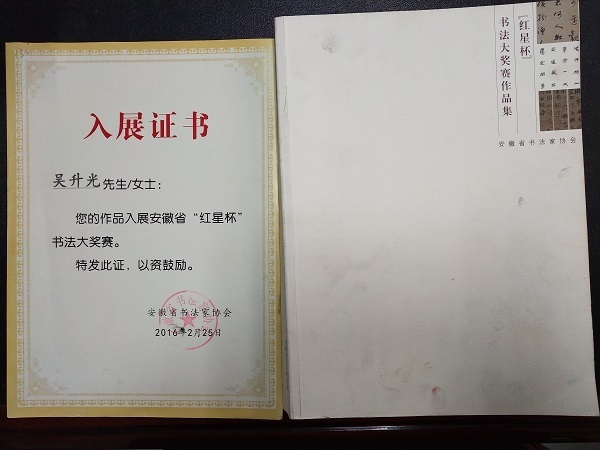 入展证书
吴升光先生/女士：
您的作品入展安徽省“红星杯”
书法大奖赛。
特发此证，以资鼓励。
安徽省书法家协会
2016年2月25日
「红星杯」
书法大奖赛作品集
安徽省书法家协会